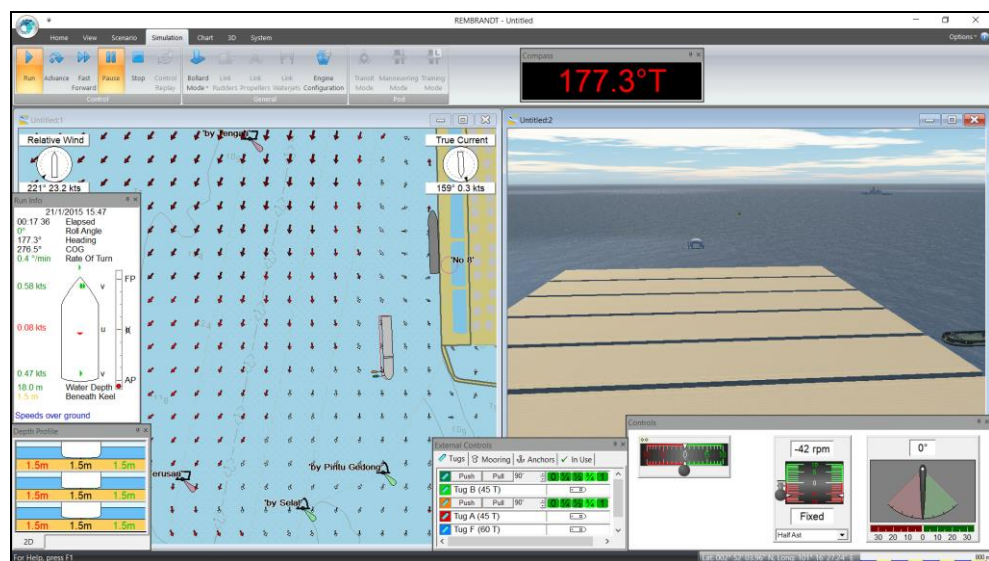 REMBRANDT - Untitled
Home View Scenario Simulation Chart 3D System
Options
Run Advance Fast Forward Pause Stop Control Replay
Control
Bollard Mode Link Rudders Link Propellers Link Waterjets Engine Configuration
General
Transit Mode Manoeuvring Mode Training Mode
Pod
Compass
177.3°T
Untitled:1
Relative Wind
221° 23.2 kts
True Current
159° 0.3 kts
'No 8'
'by Pintu Gedong
'by Selat
Run Info
21/1/2015 15:47
00:17 36 Elapsed
0° Roll Angle
177.3° Heading
276.5° COG
0.4 °/min Rate Of Turn
FP
0.58 kts v
0.08 kts u
0.47 kts v
AP
18.0 m Water Depth
1.5 m Beneath Keel
Speeds over ground
Depth Profile
1.5m 1.5m 1.5m
1.5m 1.5m 1.5m
1.5m 1.5m 1.5m
2D
Untitled:2
External Controls
Tugs Mooring Anchors In Use
Push Pull 90°
Tug B (45 T)
Push Pull 90°
Tug A (45 T)
Tug F (60 T)
Controls
0
-42 rpm
Fixed
Half Ast
0°
30 20 10 0 10 20 30
For Help, press F1